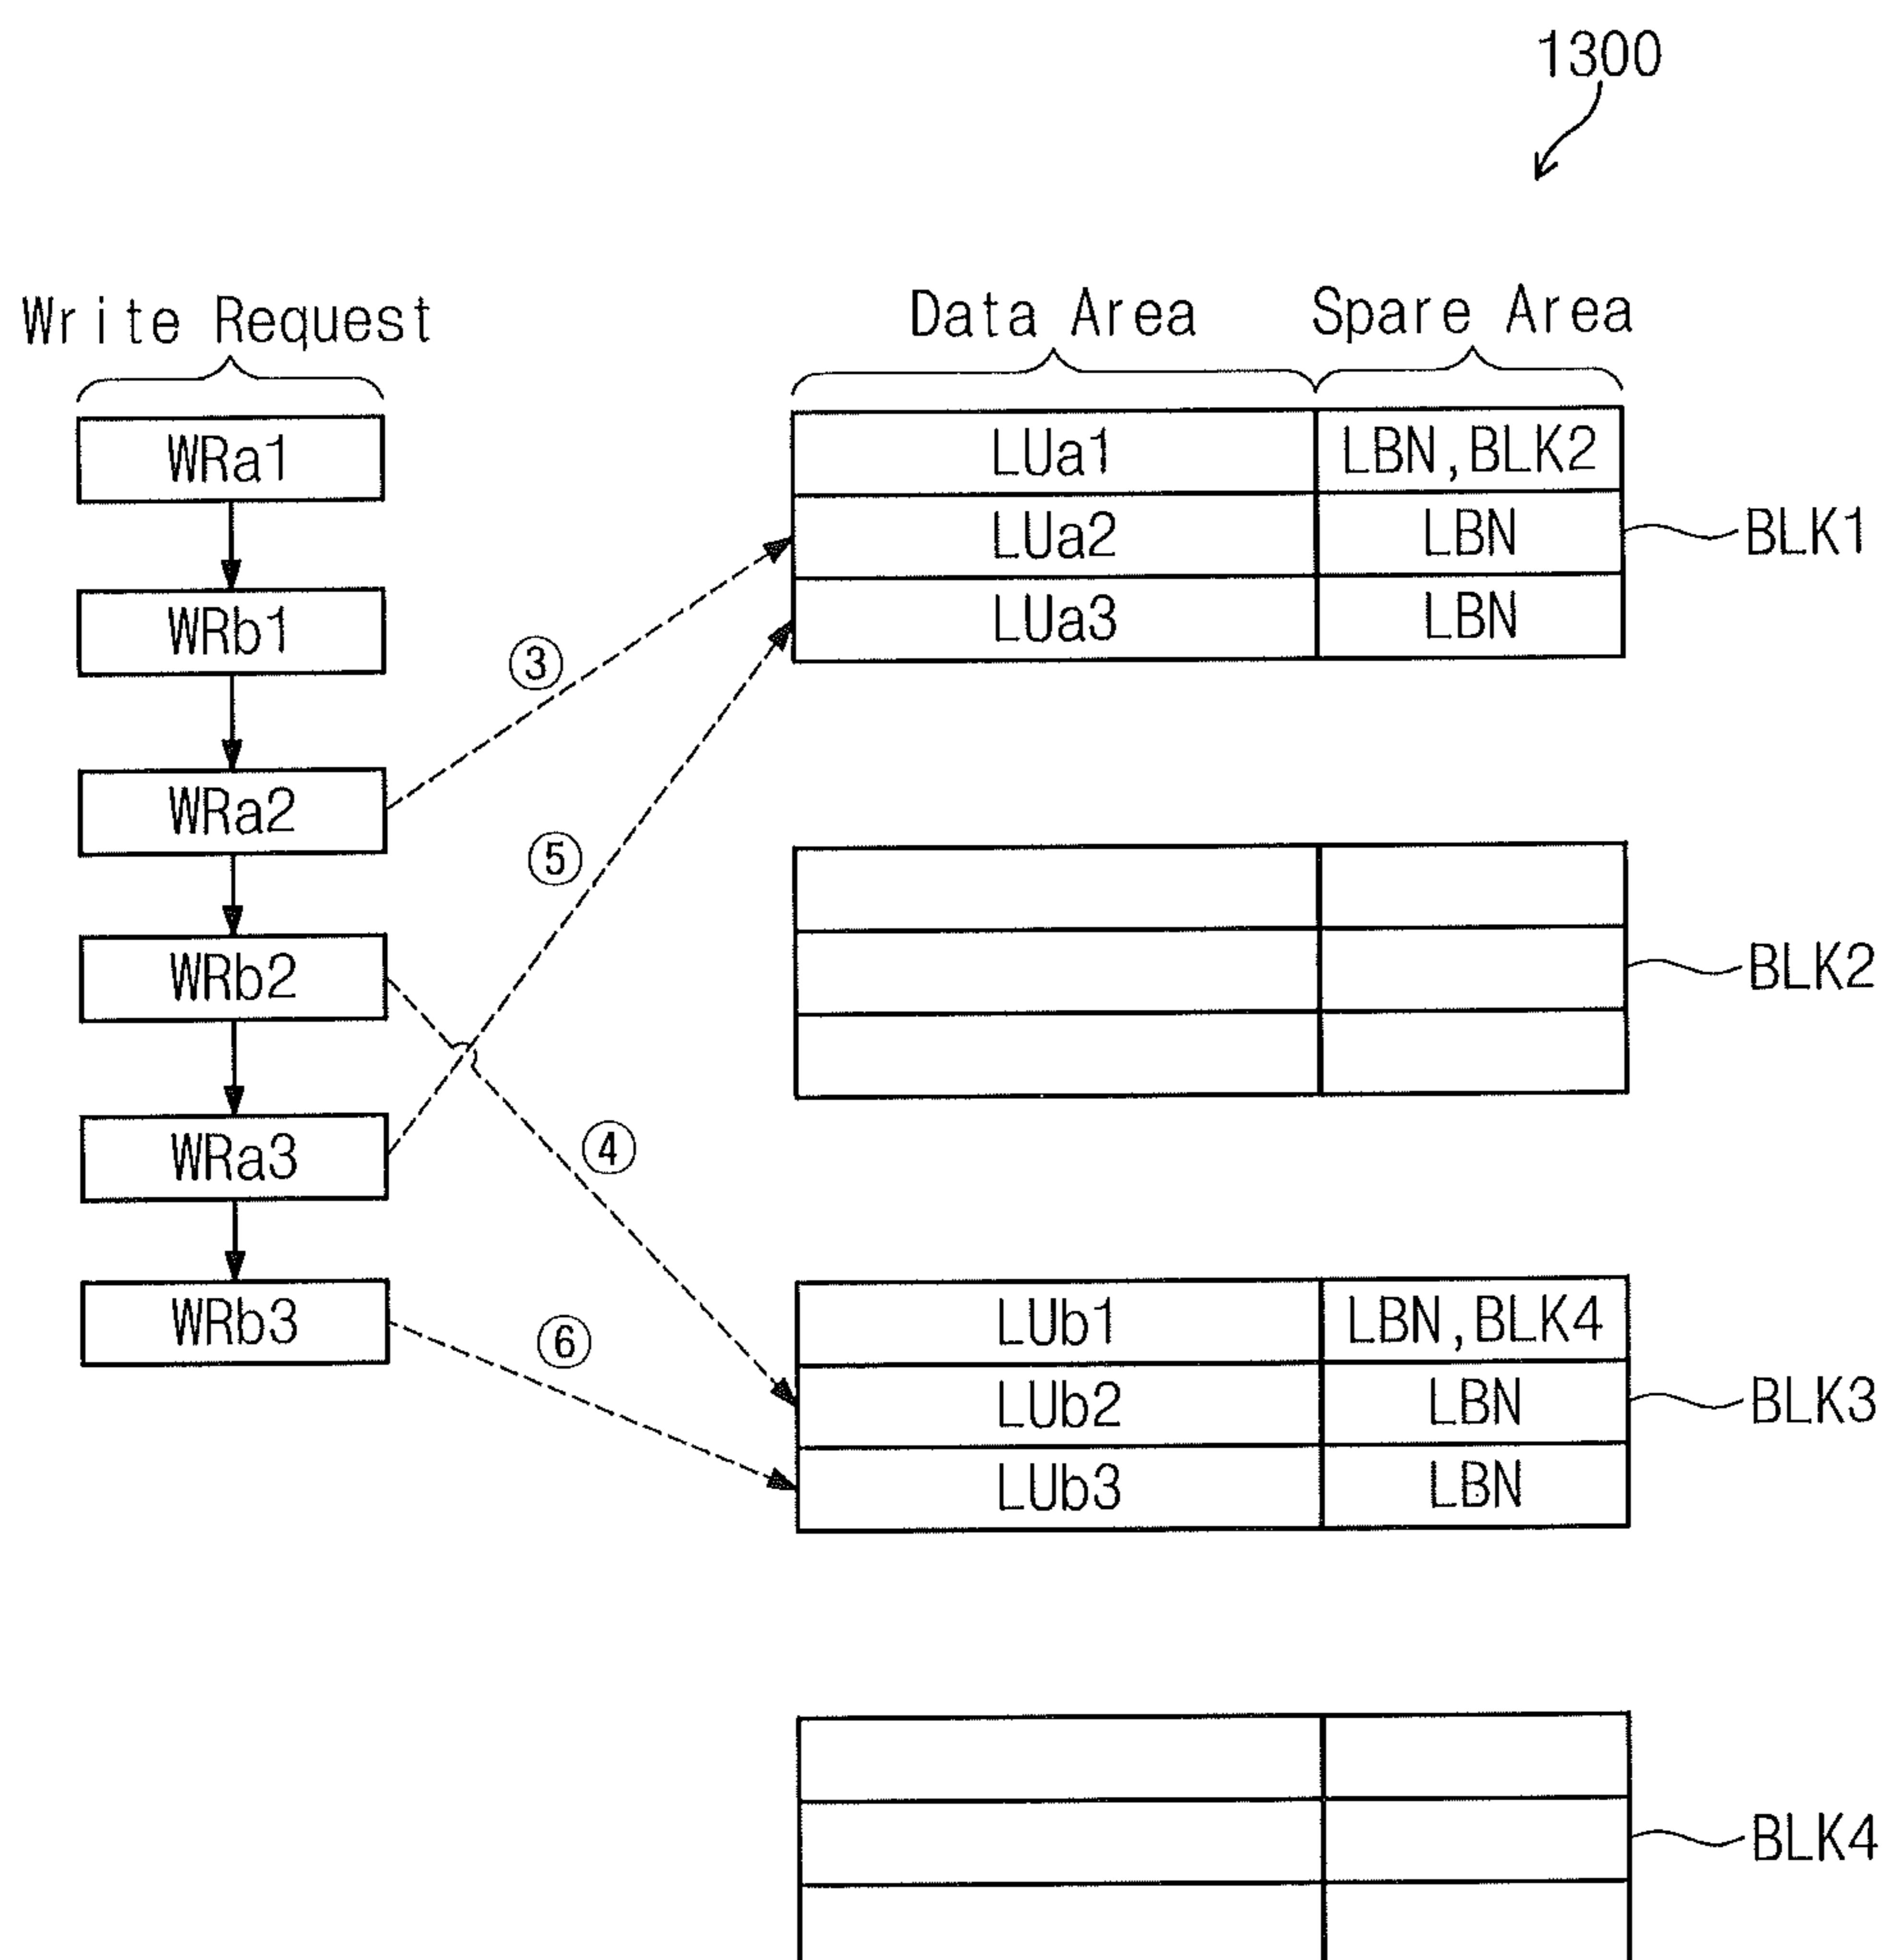 1300
Write Request
Data Area Spare Area
WRa1
WRb1
WRa2
WRb2
WRa3
WRb3
③
⑤
④
⑥
LUa1 LBN,BLK2
LUa2 LBN
LUa3 LBN
BLK1
BLK2
LUb1 LBN,BLK4
LUb2 LBN
LUb3 LBN
BLK3
BLK4